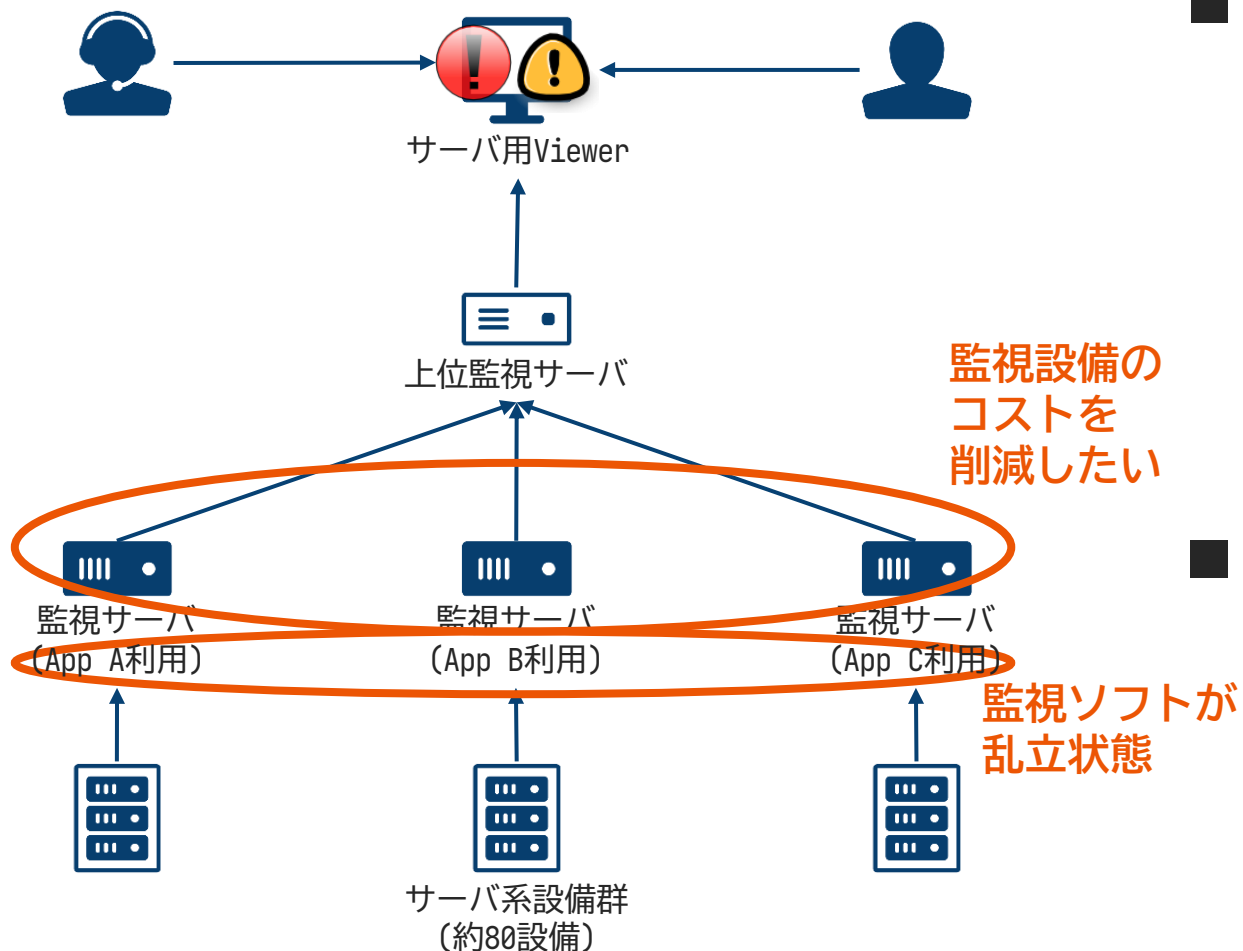 サーバ用Viewer
上位監視サーバ
監視設備の
コストを
削減したい
監視サーバ
(App A利用)
監視サーバ
(App B利用)
監視サーバ
(App C利用)
監視ソフトが
乱立状態
サーバ系設備群
(約80設備)